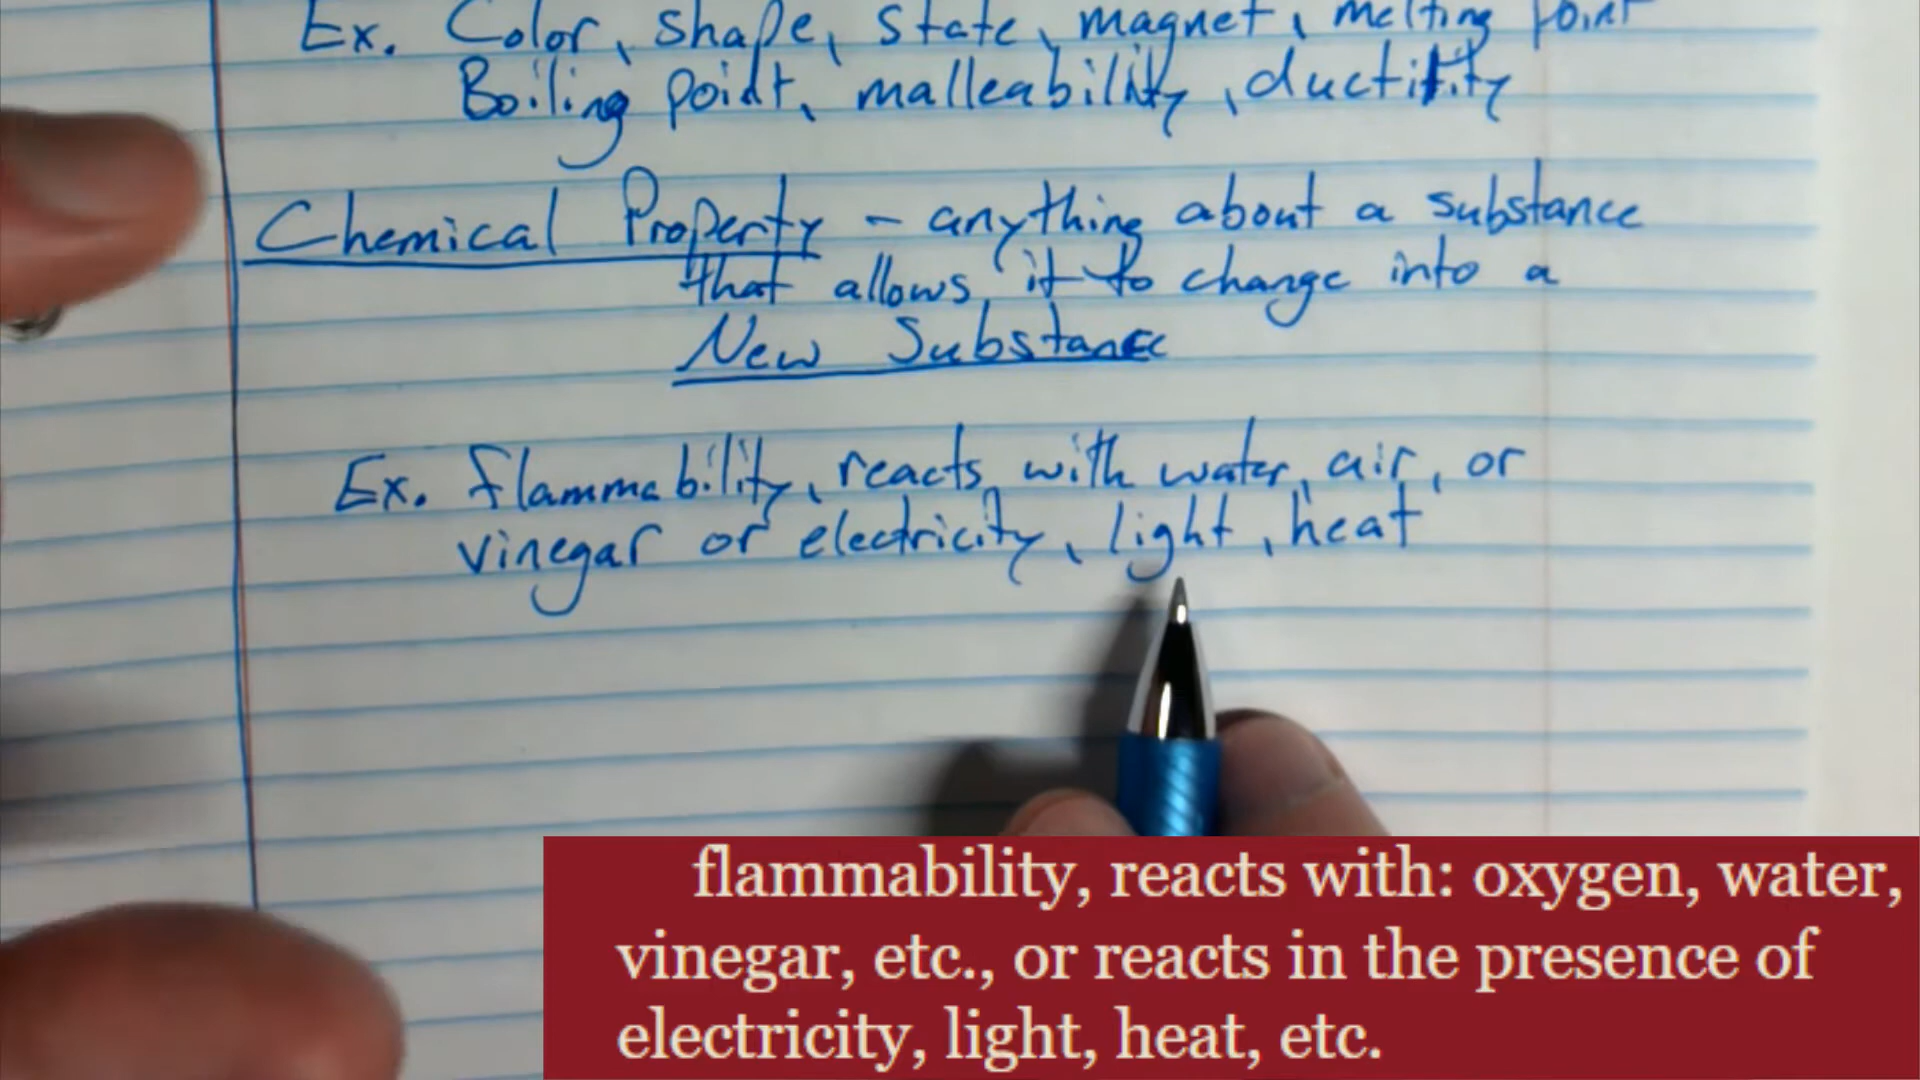 Ex. Color, shape, state, magnet, melting point
Boiling point, malleability, ductility
Chemical Property - anything about a substance
that allows it to change into a
New Substance
Ex. flammability, reacts with water, air, or
vinegar or electricity, light, heat
flammability, reacts with: oxygen, water,
vinegar, etc., or reacts in the presence of
electricity, light, heat, etc.